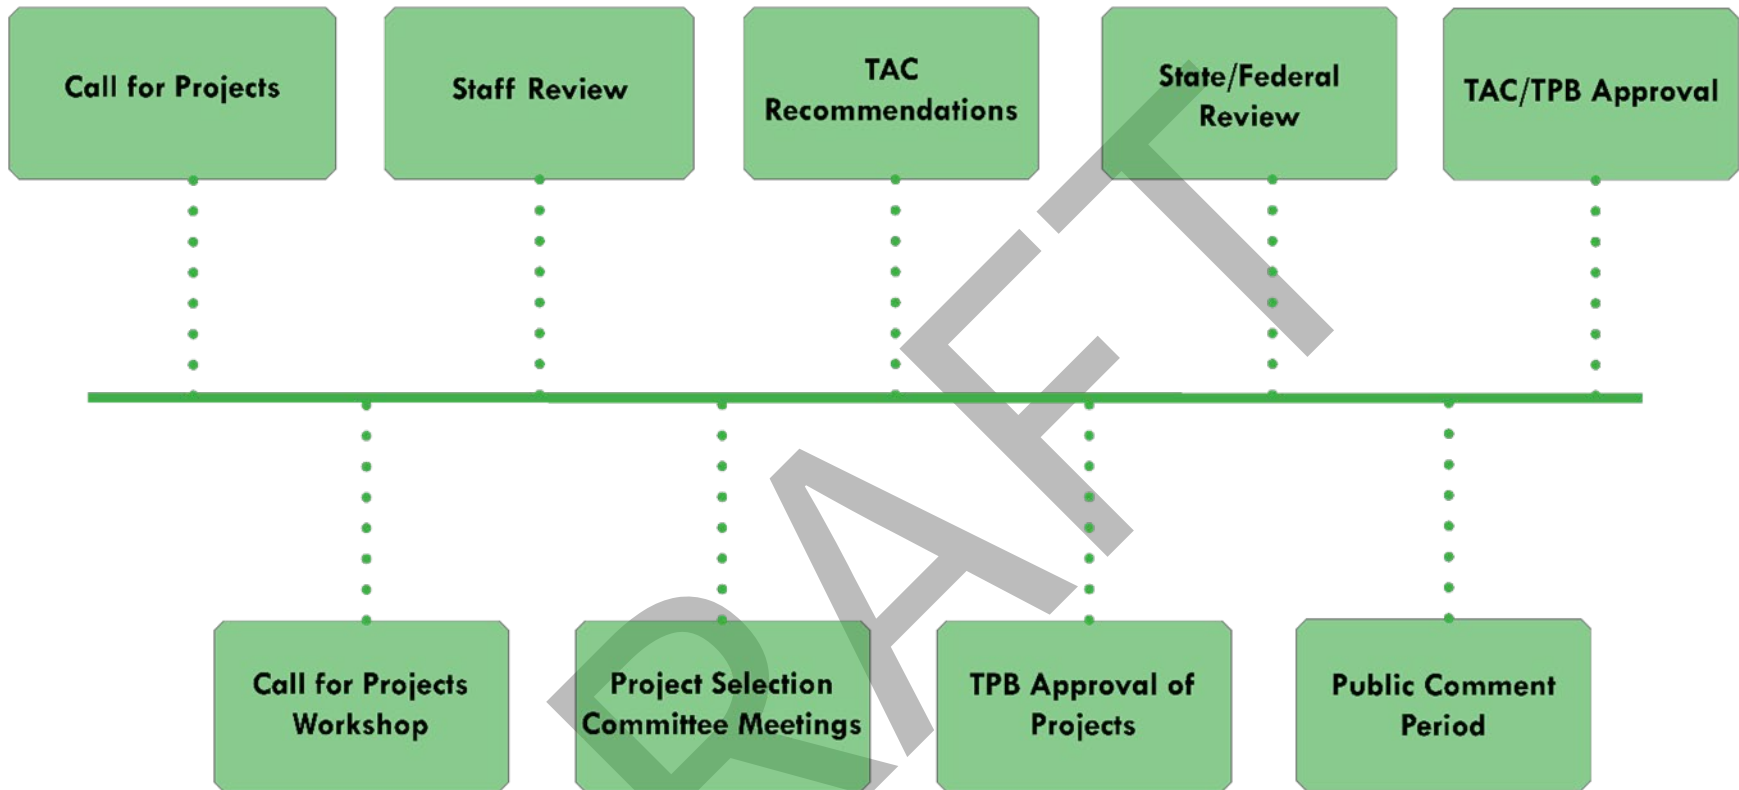 Call for Projects
Staff Review
TAC
Recommendations
State/Federal
Review
TAC/TPB Approval
Call for Projects
Workshop
Project Selection
Committee Meetings
TPB Approval of
Projects
Public Comment
Period
RAFT